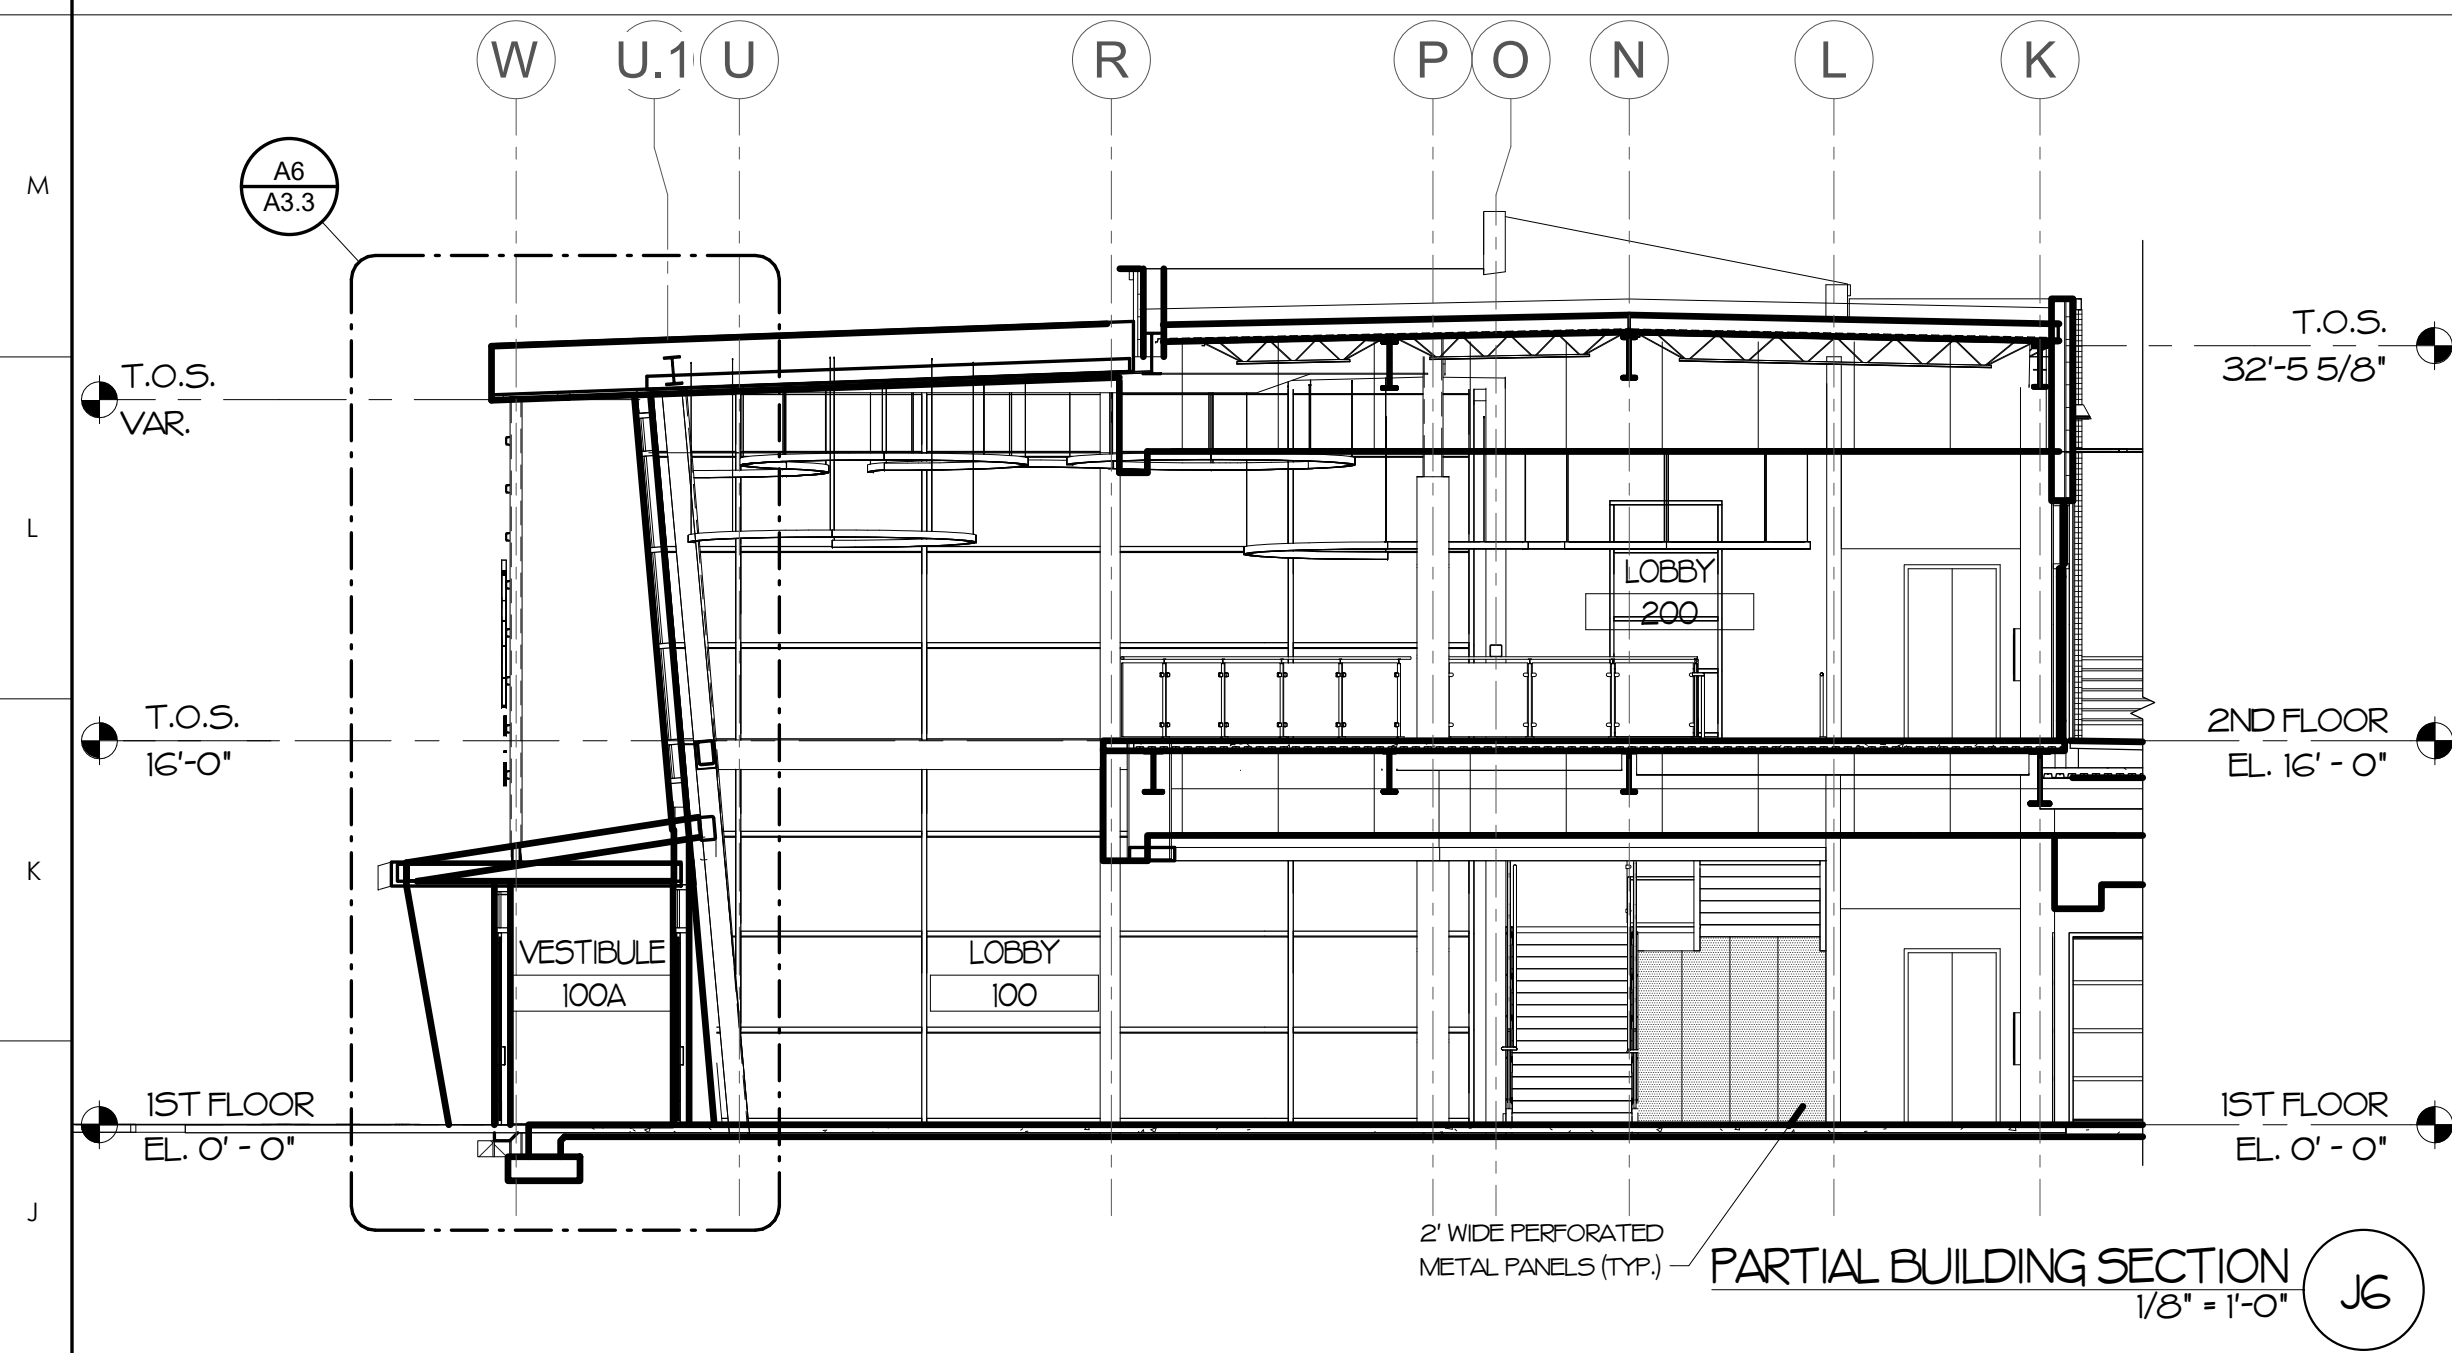 W U.1 U R P O N L K
A6
A3.3
M
T.O.S.
32'-5 5/8"
T.O.S.
VAR.
L
LOBBY
200
T.O.S.
16'-0"
2ND FLOOR
EL. 16' - 0"
K
VESTIBULE
100A
LOBBY
100
1ST FLOOR
EL. 0' - 0"
1ST FLOOR
EL. 0' - 0"
J
2' WIDE PERFORATED
METAL PANELS (TYP.)
PARTIAL BUILDING SECTION
1/8" = 1'-0"
J6